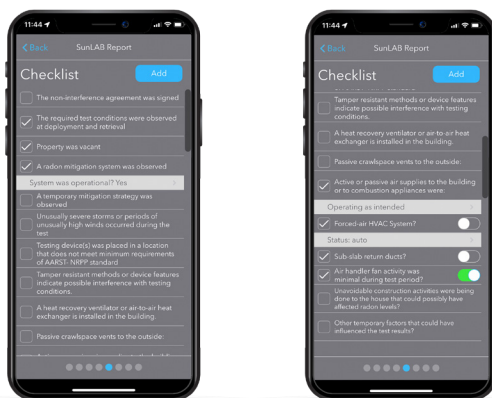 11:44
Back
SunLAB Report
Checklist
Add
The non-interference agreement was signed
The required test conditions were observed
at deployment and retrieval
Property was vacant
A radon mitigation system was observed
System was operational? Yes
A temporary mitigation strategy was
observed
Unusually severe storms or periods of
unusually high winds occurred during the
test
Testing device(s) was placed in a location
that does not meet minimum requirements
of AARST- NRPP standard
Tamper resistant methods or device features
indicate possible interference with testing
conditions.
A heat recovery ventilator or air-to-air heat
exchanger is installed in the building.
Passive crawlspace vents to the outside:
11:44
Back
SunLAB Report
Checklist
Add
Tamper resistant methods or device features
indicate possible interference with testing
conditions.
A heat recovery ventilator or air-to-air heat
exchanger is installed in the building.
Passive crawlspace vents to the outside:
Active or passive air supplies to the building
or to combustion appliances were:
Operating as intended
Forced-air HVAC System?
Status: auto
Sub-slab return ducts?
Air handler fan activity was
minimal during test period?
Unavoidable construction activities were being
done to the house that could possibly have
affected radon levels?
Other temporary factors that could have
influenced the test results?